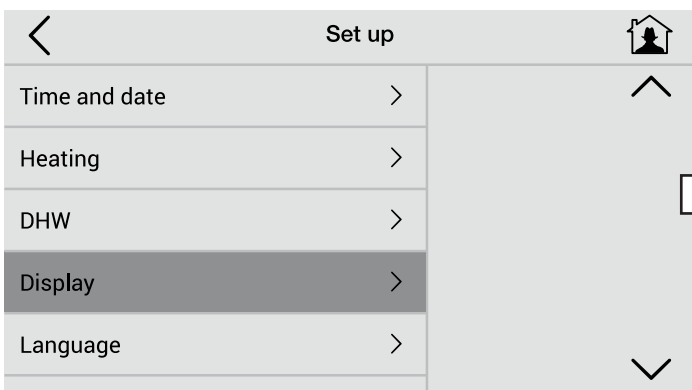 Set up
Time and date
Heating
DHW
Display
Language